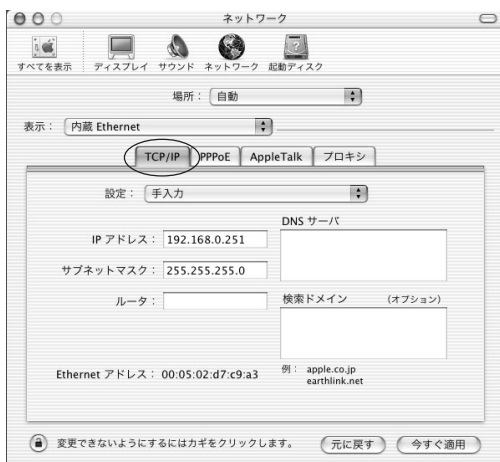 ネットワーク
すべてを表示 ディスプレイ サウンド ネットワーク 起動ディスク
場所： 自動
表示： 内蔵 Ethernet
TCP/IP PPPoE AppleTalk プロキシ
設定： 手入力
DNS サーバ
IP アドレス： 192.168.0.251
サブネットマスク： 255.255.255.0
ルータ：
検索ドメイン （オプション）
Ethernet アドレス： 00:05:02:d7:c9:a3
例： apple.co.jp
earthlink.net
変更できないようにするにはカギをクリックします。 元に戻す 今すぐ適用